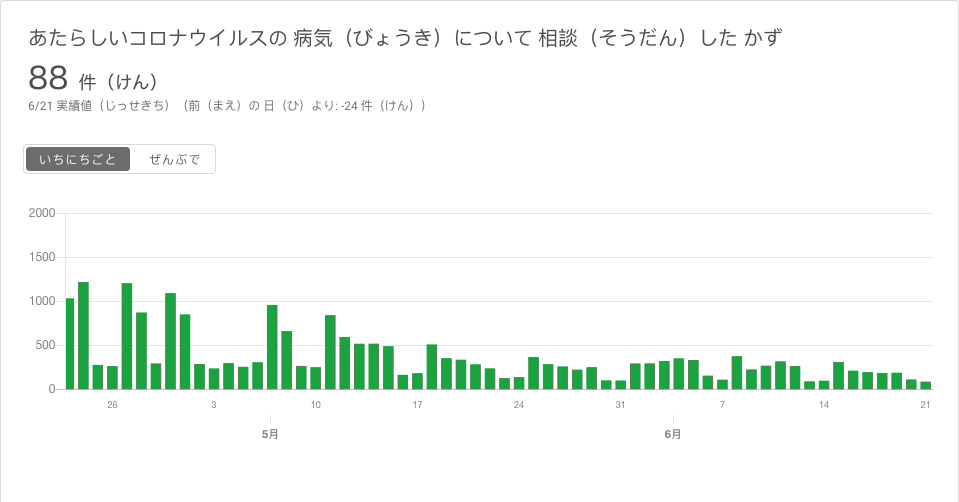 あたらしいコロナウイルスの 病気（びょうき）について 相談（そうだん）した かず
88 件（けん）
6/21 実績値（じっせきち）（前（まえ）の 日（ひ）より: -24 件（けん））
いちにちごと ぜんぶで
2000
1500
1000
500
0
26 3 10 17 24 31 7 14 21
5月 6月